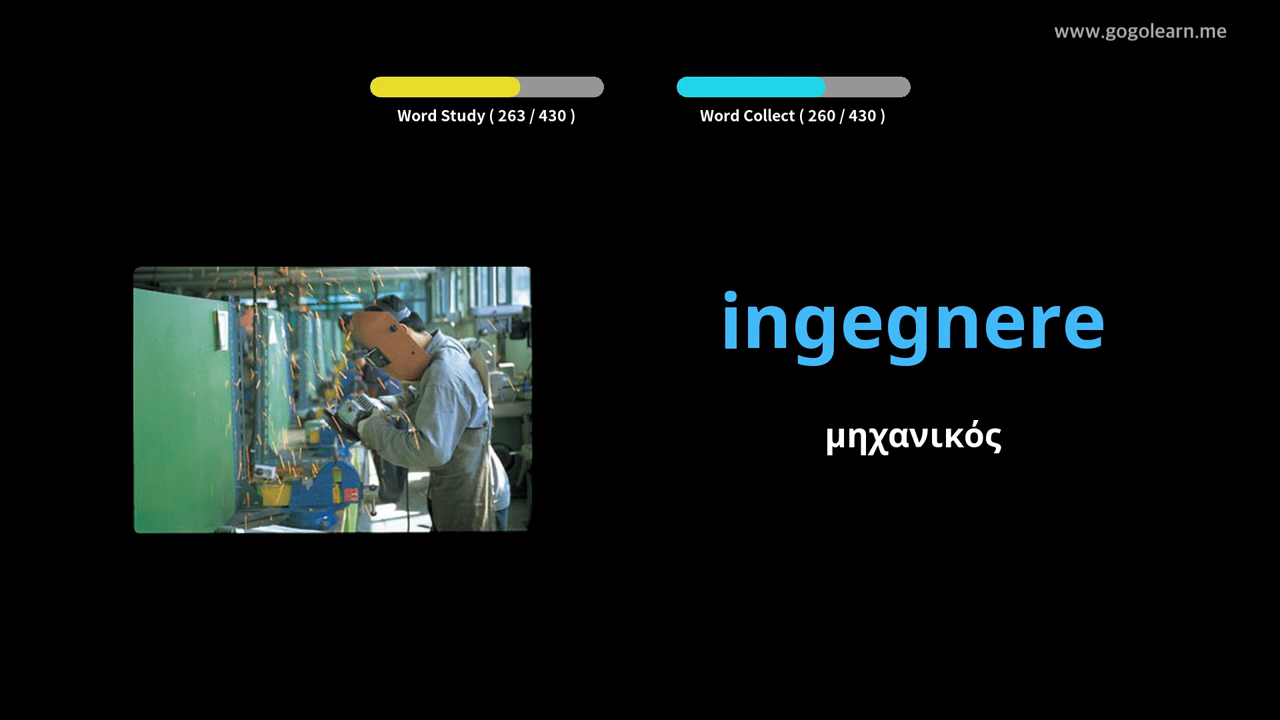 www.gogolearn.me
Word Study ( 263 / 430 )
Word Collect ( 260 / 430 )
ingegnere
μηχανικός